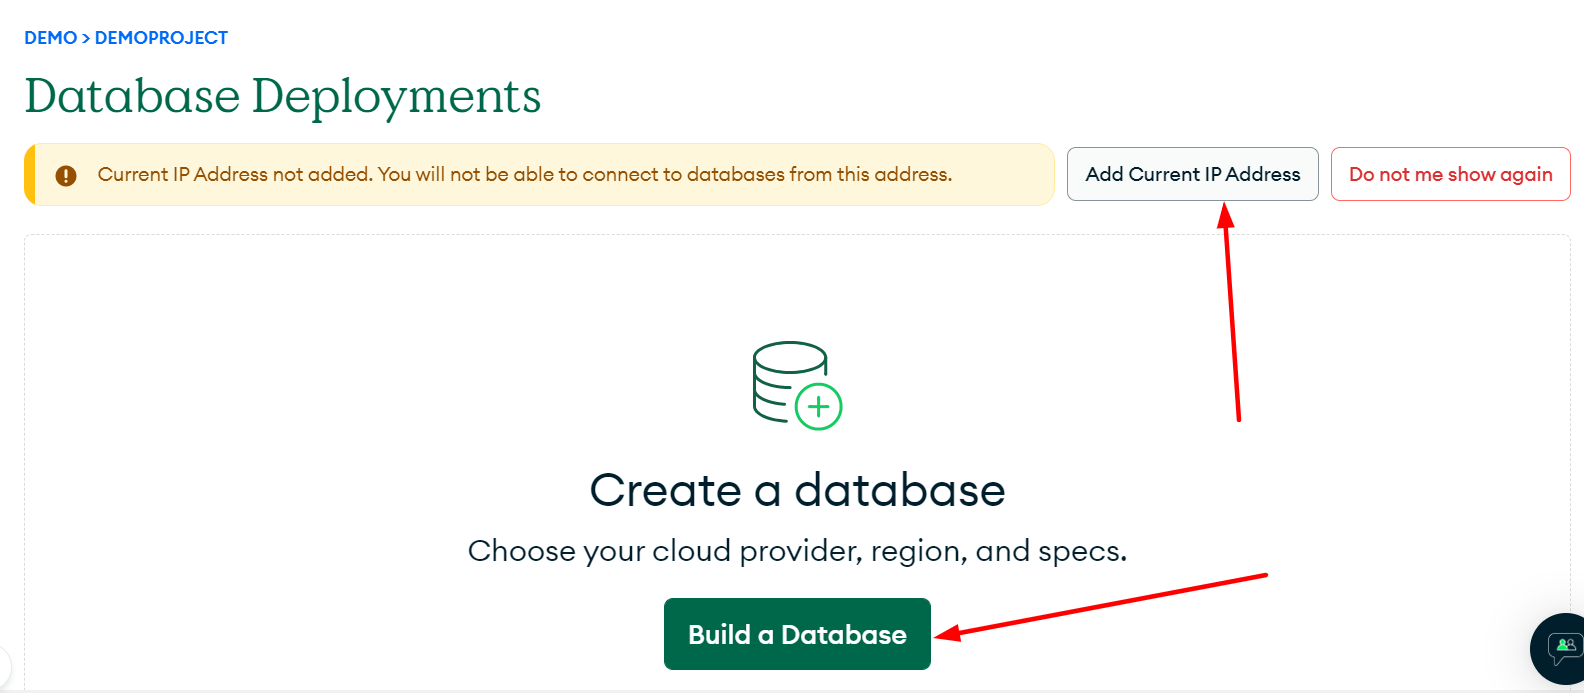 DEMO > DEMOPROJECT
Database Deployments
Current IP Address not added. You will not be able to connect to databases from this address.
Add Current IP Address
Do not me show again
Create a database
Choose your cloud provider, region, and specs.
Build a Database